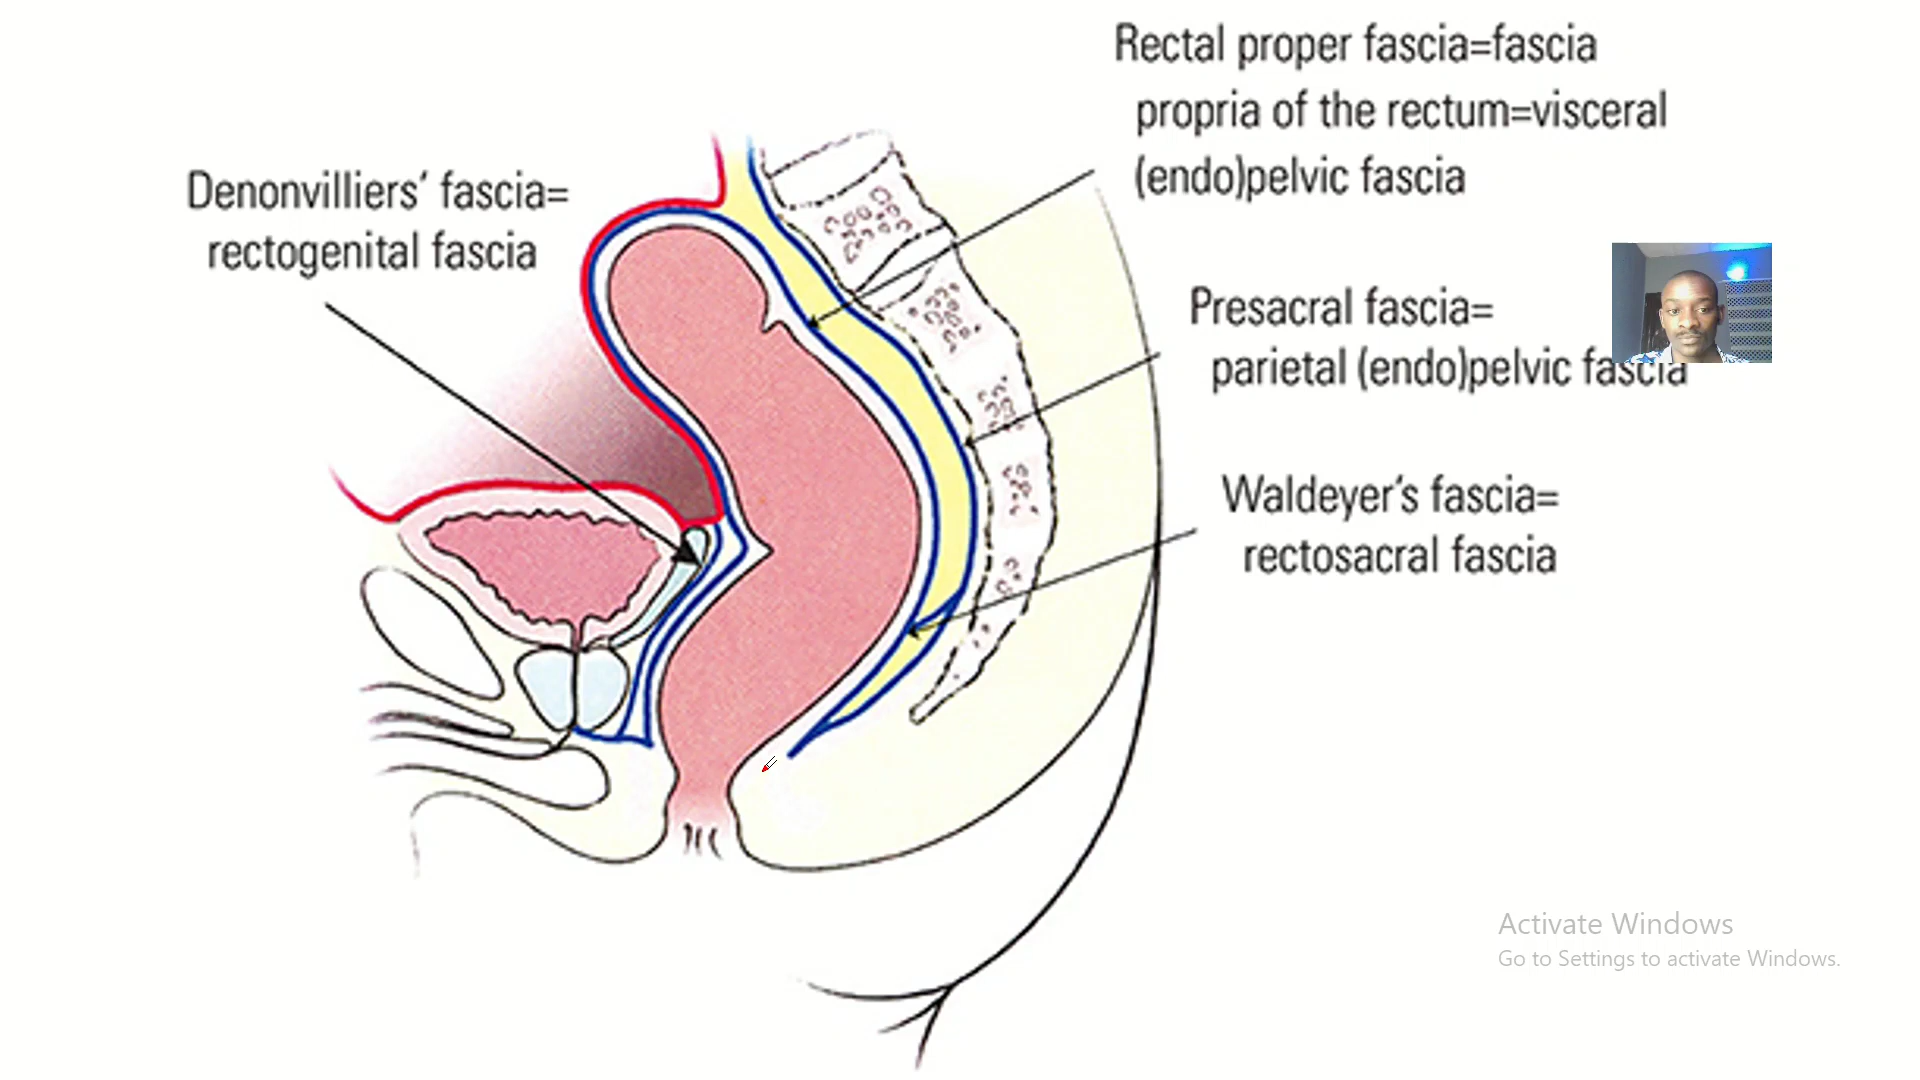 Rectal proper fascia=fascia
propria of the rectum=visceral
(endo)pelvic fascia
Denonvilliers’ fascia=
rectogenital fascia
Presacral fascia=
parietal (endo)pelvic fascia
Waldeyer’s fascia=
rectosacral fascia
Activate Windows
Go to Settings to activate Windows.